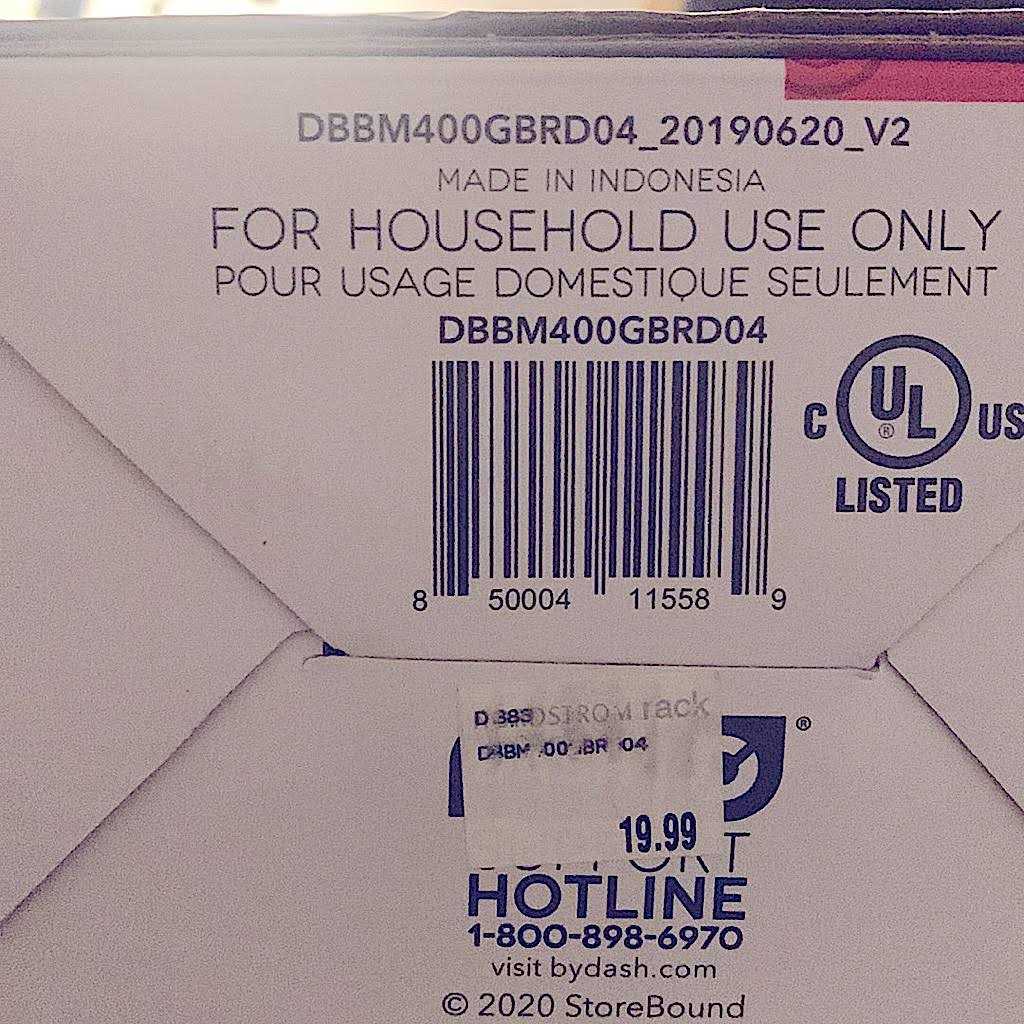 DBBM400GBRD04_20190620_V2
MADE IN INDONESIA
FOR HOUSEHOLD USE ONLY
POUR USAGE DOMESTIQUE SEULEMENT
DBBM400GBRD04
C UL® US
LISTED
8 50004 11558 9
rack
®
19.99
HOTLINE
1-800-898-6970
visit bydash.com
© 2020 StoreBound